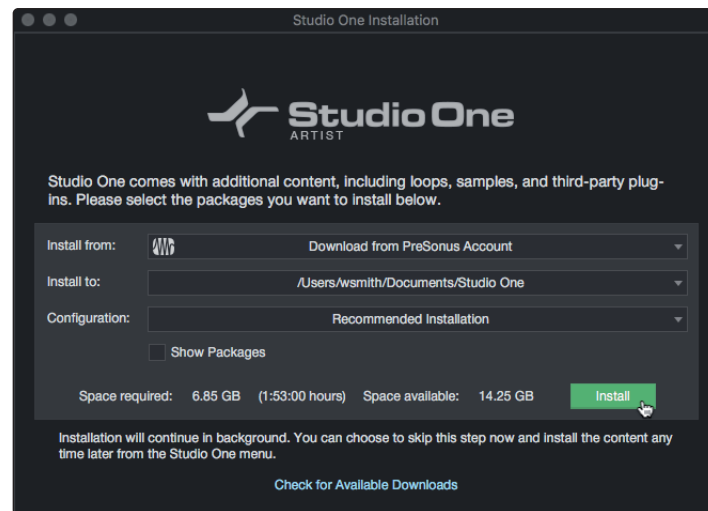 Studio One Installation
Studio One
ARTIST
Studio One comes with additional content, including loops, samples, and third-party plug-
ins. Please select the packages you want to install below.
Install from: Download from PreSonus Account
Install to: /Users/wsmith/Documents/Studio One
Configuration: Recommended Installation
Show Packages
Space required: 6.85 GB (1:53:00 hours) Space available: 14.25 GB Install
Installation will continue in background. You can choose to skip this step now and install the content any
time later from the Studio One menu.
Check for Available Downloads